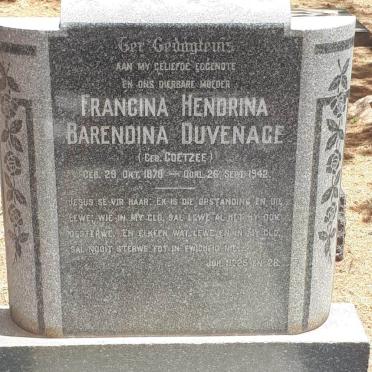 Ter Gedagtenis
AAN MY GELIEFDE EGGENOTE
EN ONS DIERBARE MOEDER
FRANCINA HENDRINA
BARENDINA DUVENAGE
(GEB. COETZEE)
GEB. 29 OKT. 1878 — OORL. 26 SEPT. 1942.
JESUS SE VIR HAAR: EK IS DIE OPSTANDING EN DIE
LEWE; WIE IN MY GLO, SAL LEWE AL HET HY OOK
GESTERWE; EN ELKEEN WAT LEWE EN IN MY GLO,
SAL NOOIT STERWE TOT IN EWIGHEID NIE.
JOH. 11:25 EN 26.